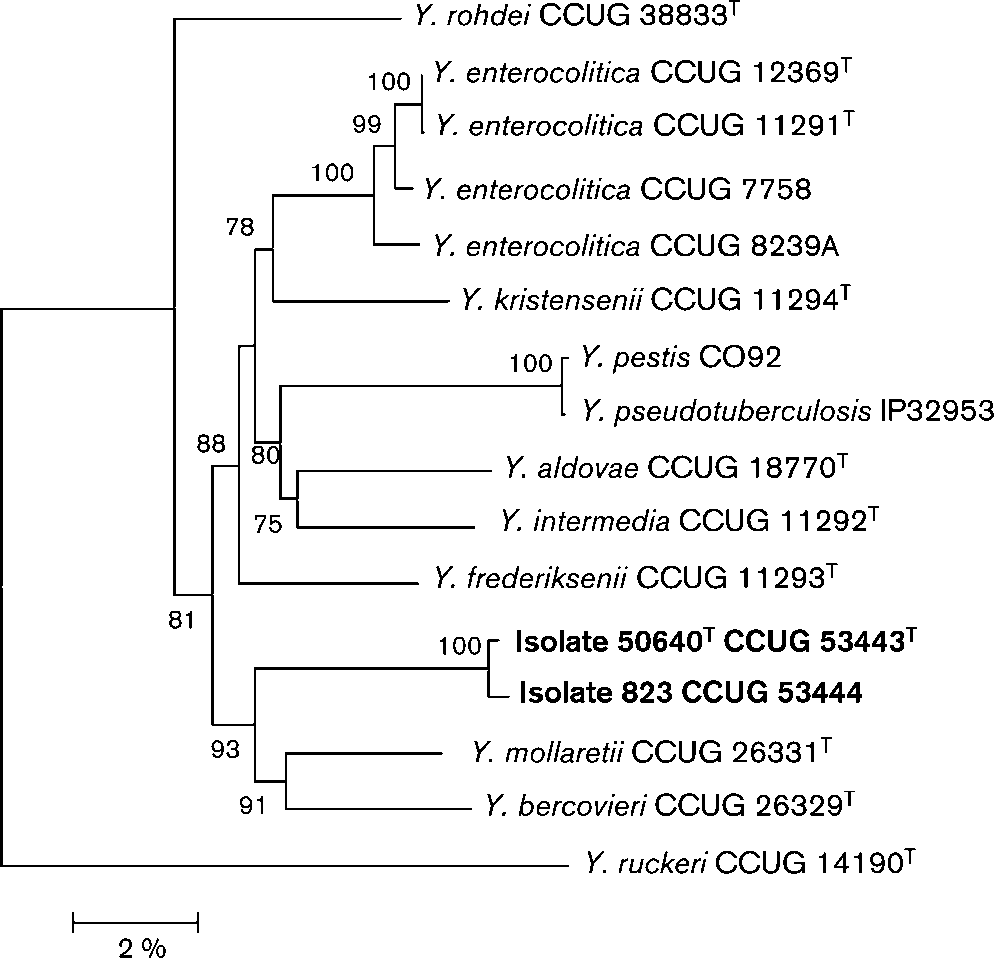 Y. rohdei CCUG 38833T
100
Y. enterocolitica CCUG 12369T
99
Y. enterocolitica CCUG 11291T
100
Y. enterocolitica CCUG 7758
78
Y. enterocolitica CCUG 8239A
Y. kristensenii CCUG 11294T
100
Y. pestis CO92
Y. pseudotuberculosis IP32953
88
80
Y. aldovae CCUG 18770T
75
Y. intermedia CCUG 11292T
Y. frederiksenii CCUG 11293T
81
100
Isolate 50640T CCUG 53443T
Isolate 823 CCUG 53444
93
Y. mollaretii CCUG 26331T
91
Y. bercovieri CCUG 26329T
Y. ruckeri CCUG 14190T
2 %